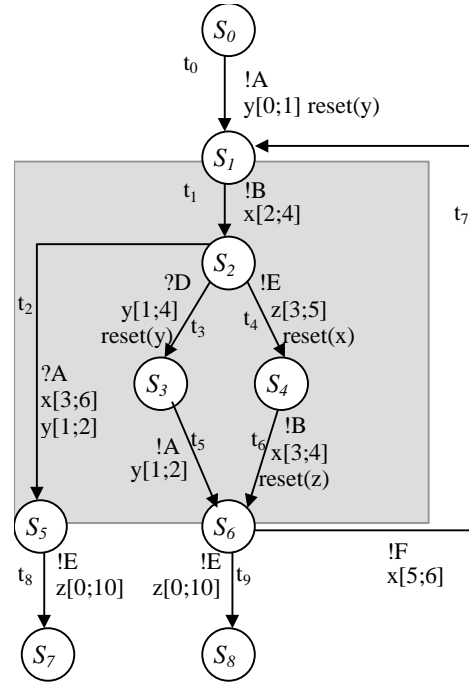 S0
t0
!A
y[0;1] reset(y)
S1
t1
!B
x[2;4]
t7
S2
t2
?D
y[1;4]
reset(y)
t3
t4
!E
z[3;5]
reset(x)
?A
x[3;6]
y[1;2]
S3
S4
!A
y[1;2]
t5
t6
!B
x[3;4]
reset(z)
S5
S6
t8
!E
z[0;10]
!E
z[0;10]
t9
!F
x[5;6]
S7
S8